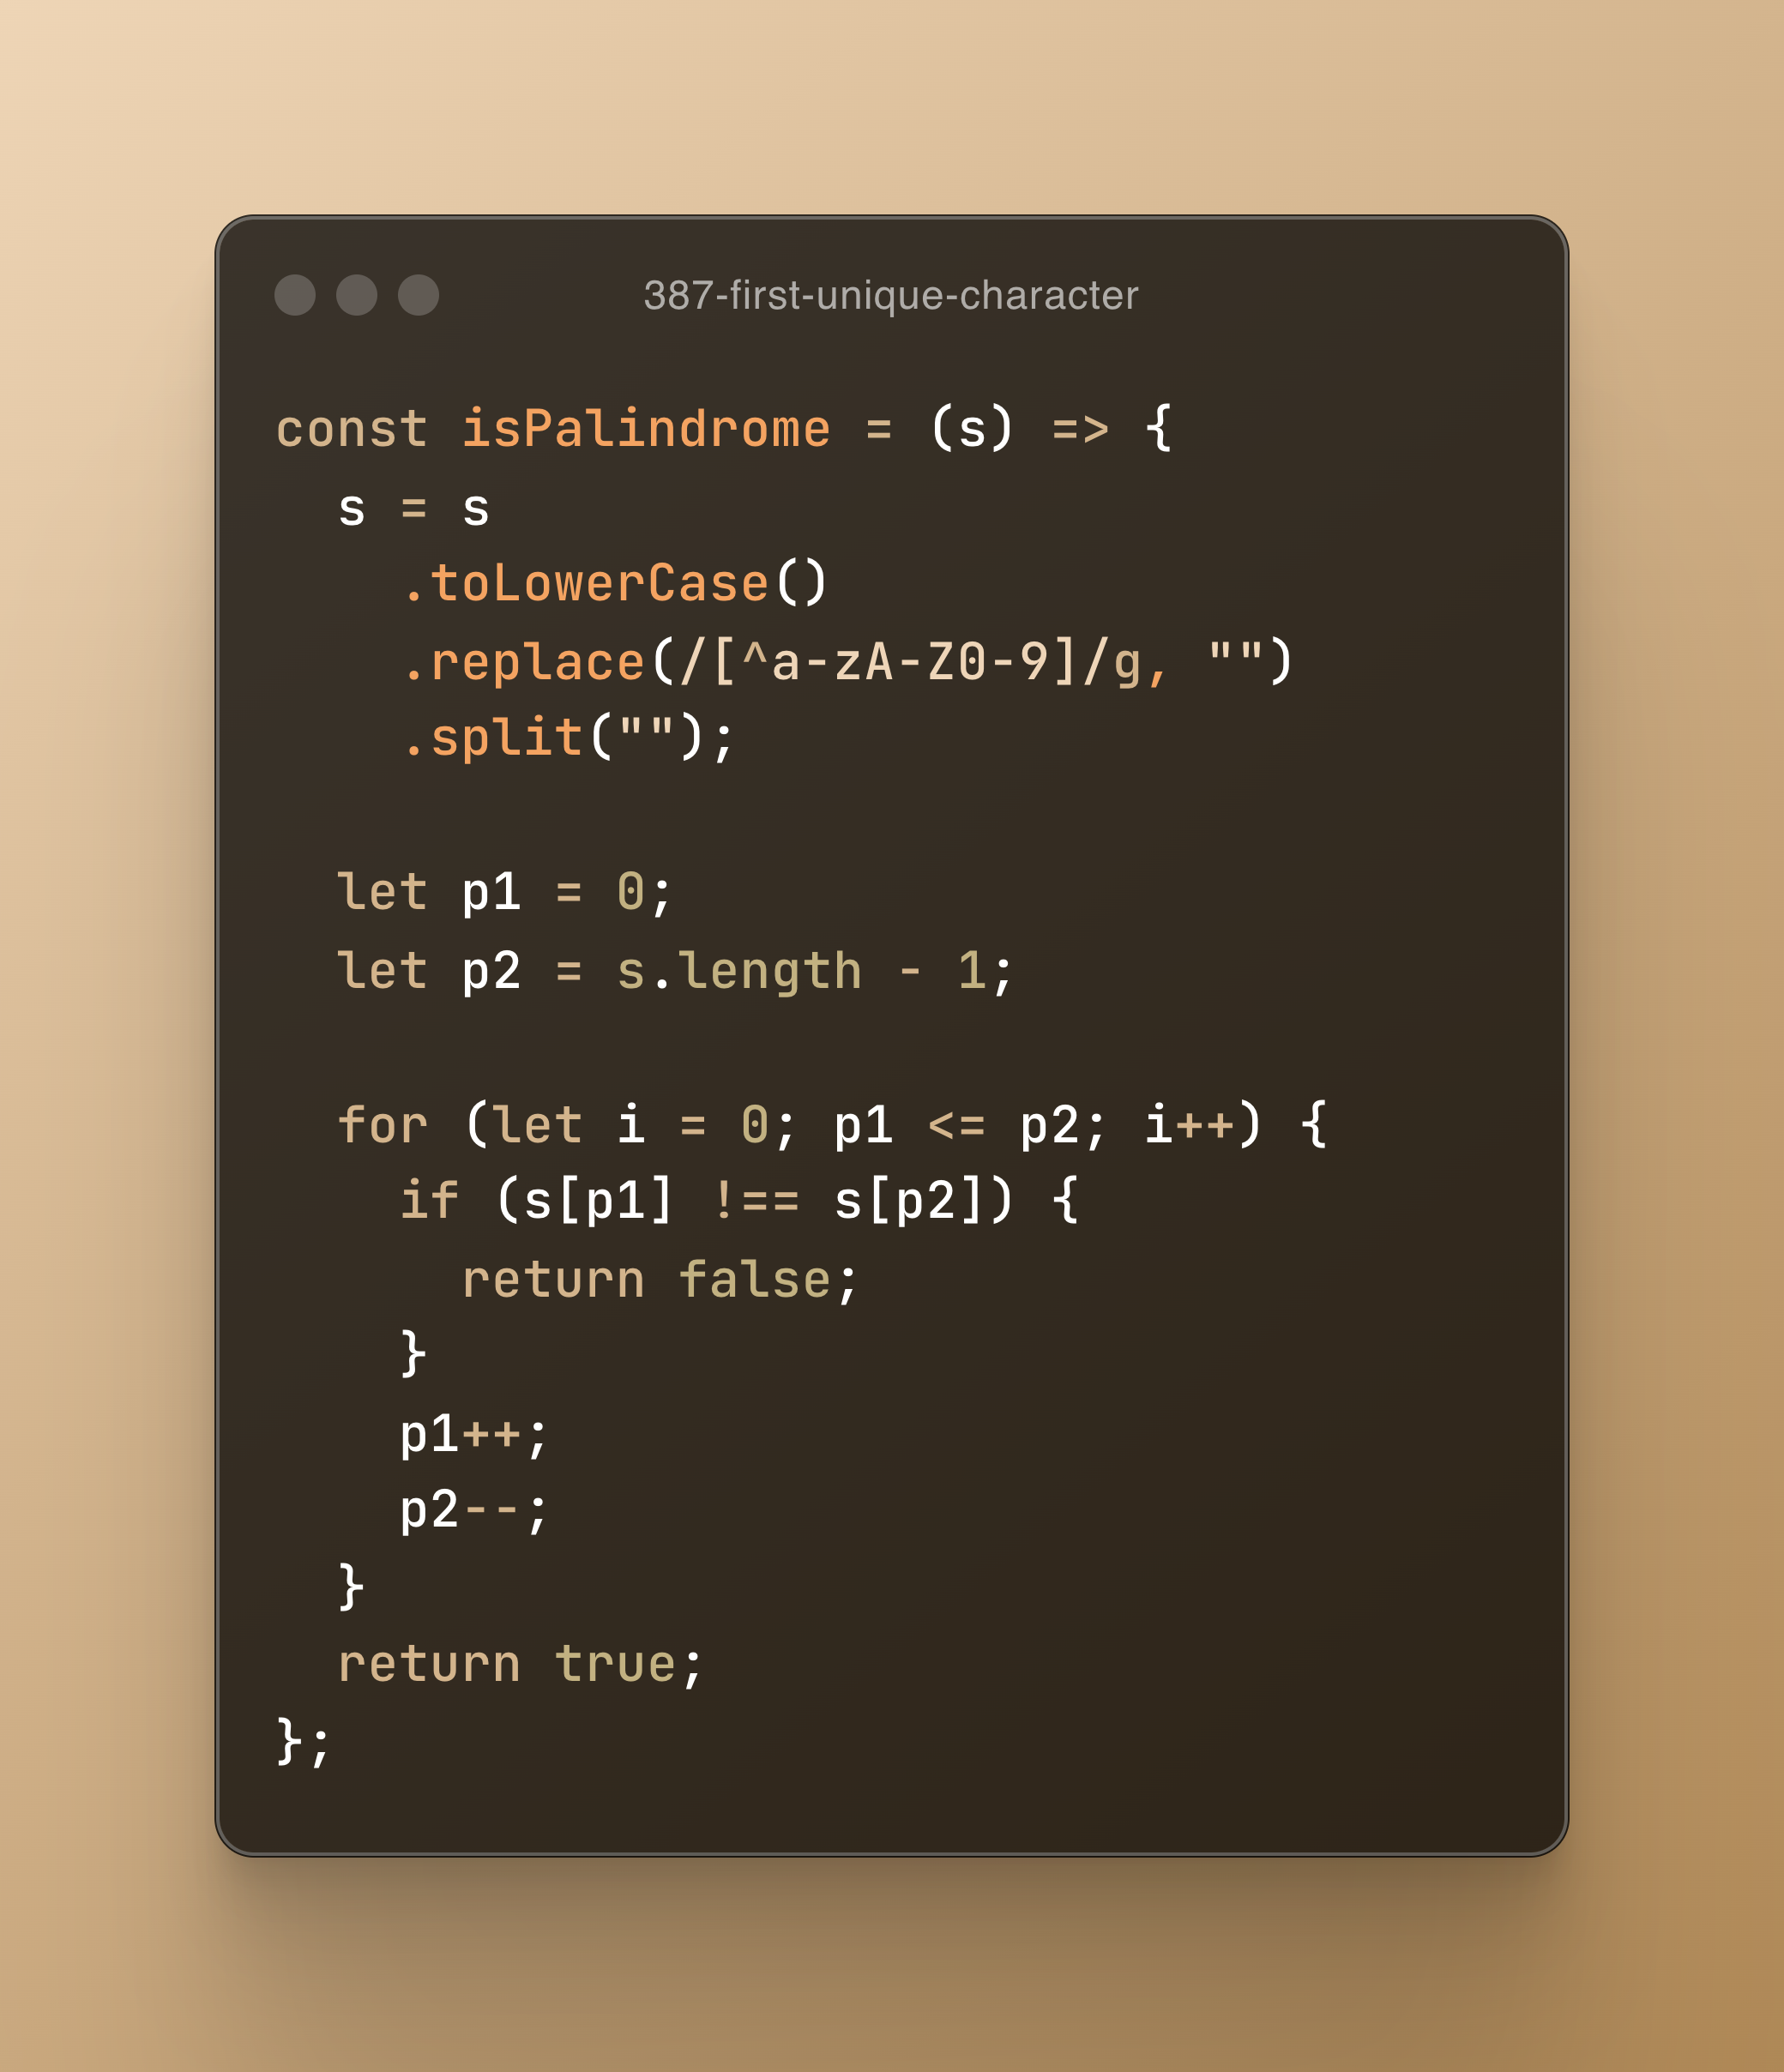 387-first-unique-character
const isPalindrome = (s) => {
  s = s
    .toLowerCase()
    .replace(/[^a-zA-Z0-9]/g, "")
    .split("");

  let p1 = 0;
  let p2 = s.length - 1;

  for (let i = 0; p1 <= p2; i++) {
    if (s[p1] !== s[p2]) {
      return false;
    }
    p1++;
    p2--;
  }
  return true;
};